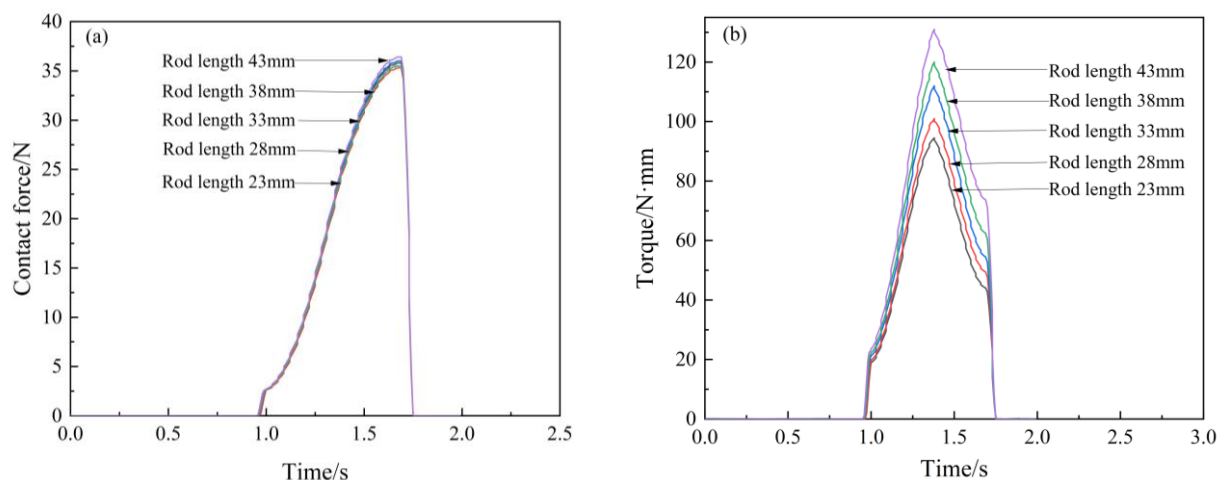 (a)
40
35
30
25
20
15
10
5
0
Contact force/N
Rod length 43mm
Rod length 38mm
Rod length 33mm
Rod length 28mm
Rod length 23mm
0.0 0.5 1.0 1.5 2.0 2.5
Time/s
(b)
120
100
80
60
40
20
0
Torque/N·mm
Rod length 43mm
Rod length 38mm
Rod length 33mm
Rod length 28mm
Rod length 23mm
0.0 0.5 1.0 1.5 2.0 2.5 3.0
Time/s